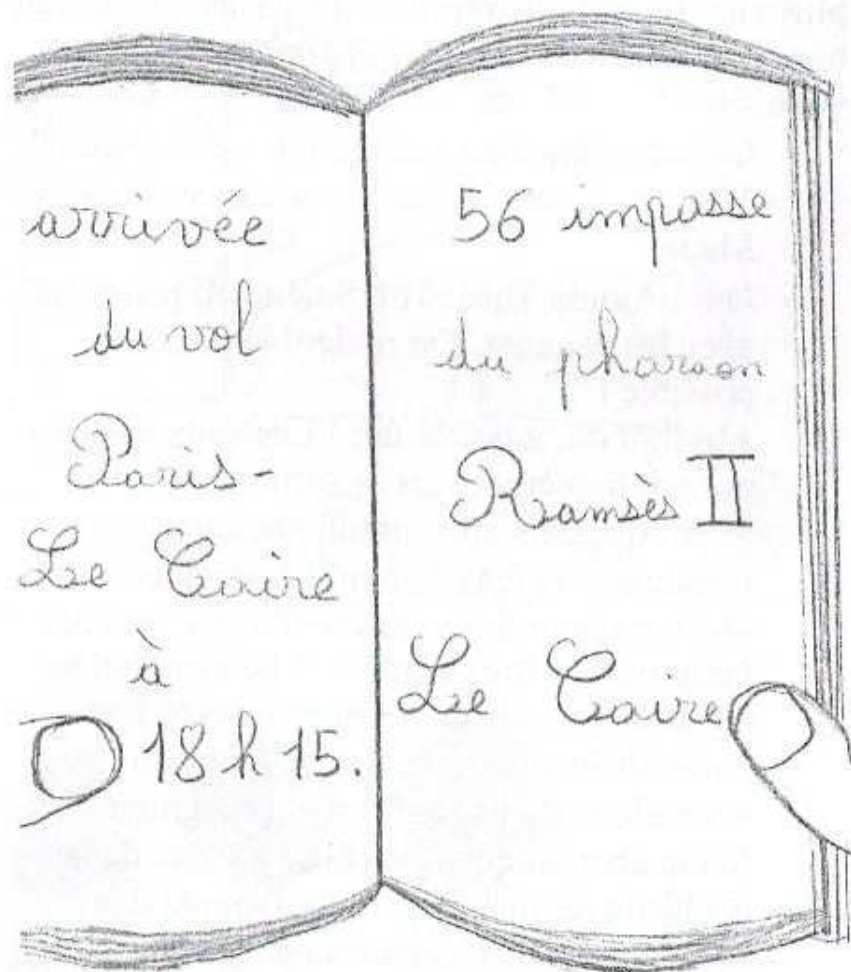 arrivée
du vol
Paris-
Le Caire
à
18 h 15.
56 impasse
du pharaon
Ramsès II
Le Caire